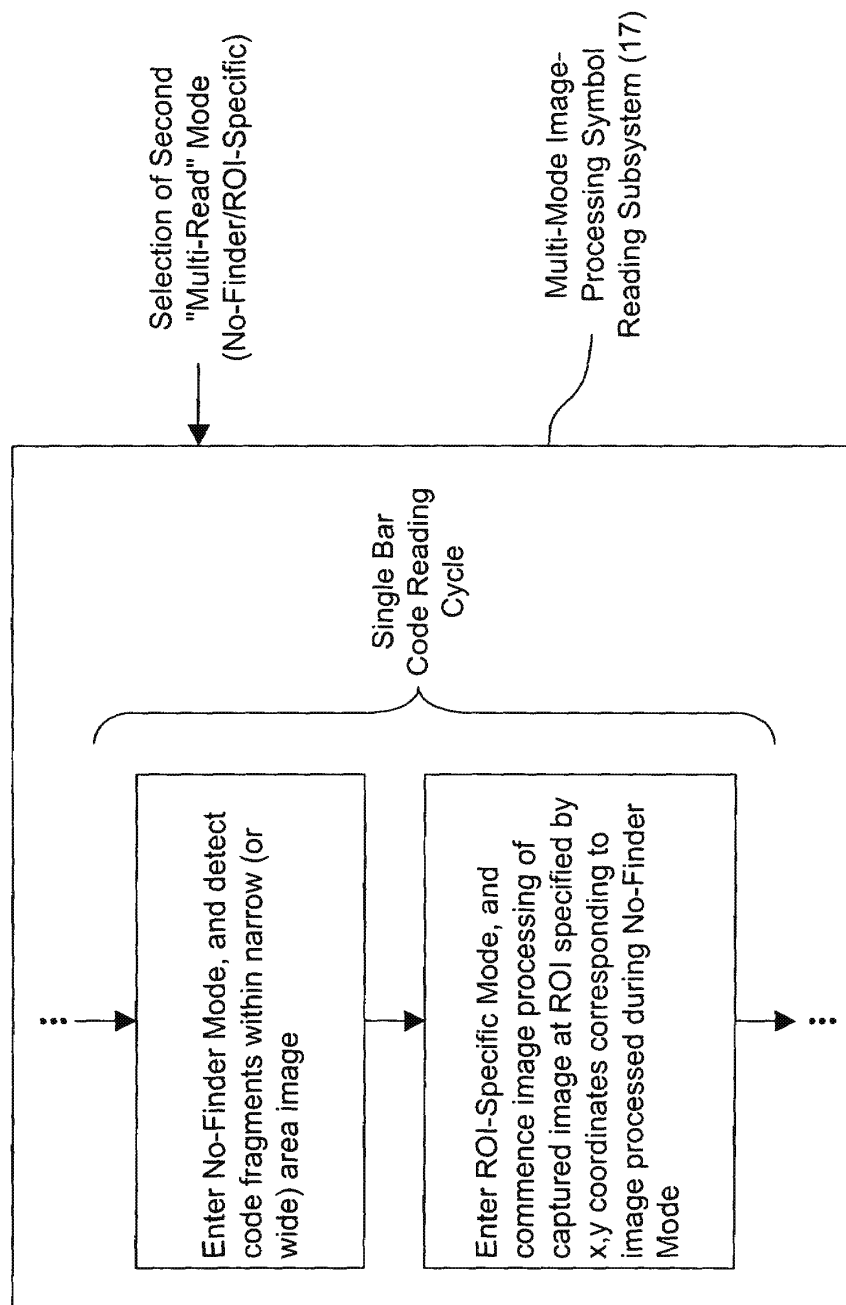 Selection of Second
"Multi-Read" Mode
(No-Finder/ROI-Specific)
Single Bar
Code Reading
Cycle
Enter No-Finder Mode, and detect
code fragments within narrow (or
wide) area image
Enter ROI-Specific Mode, and
commence image processing of
captured image at ROI specified by
x,y coordinates corresponding to
image processed during No-Finder
Mode
Multi-Mode Image-
Processing Symbol
Reading Subsystem (17)